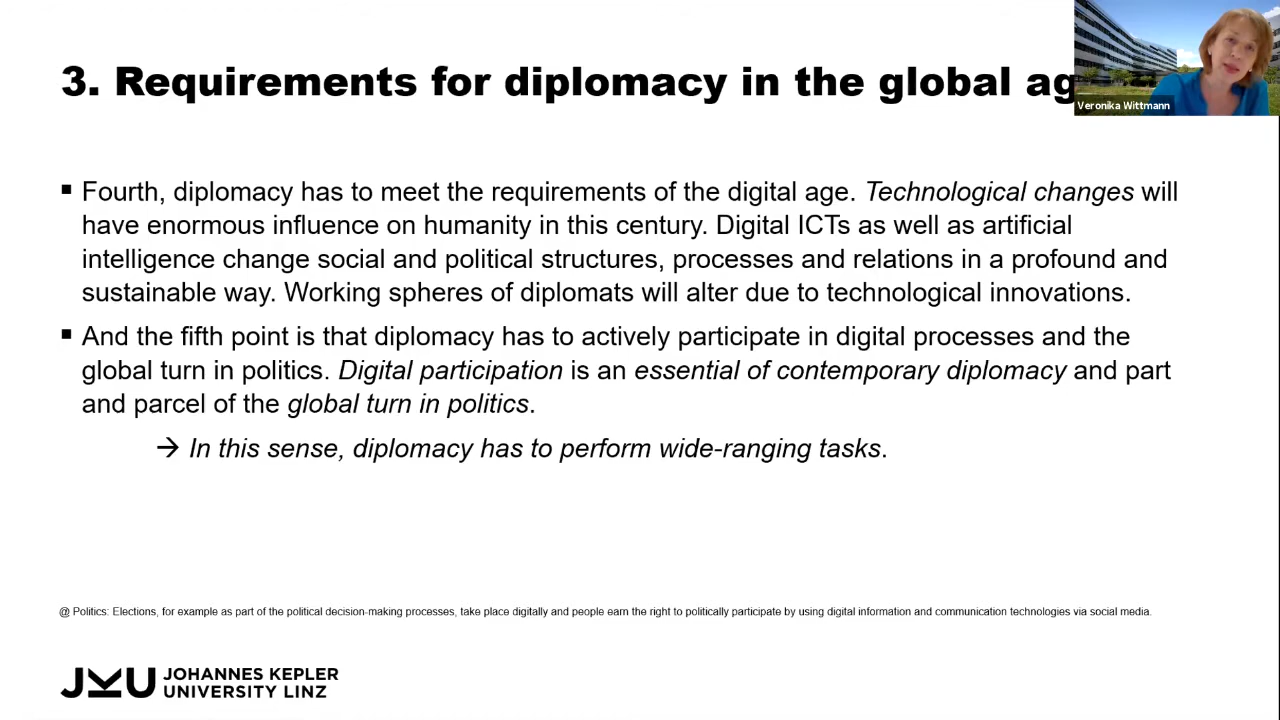 3. Requirements for diplomacy in the global ag
Veronika Wittmann
▪ Fourth, diplomacy has to meet the requirements of the digital age. Technological changes will
have enormous influence on humanity in this century. Digital ICTs as well as artificial
intelligence change social and political structures, processes and relations in a profound and
sustainable way. Working spheres of diplomats will alter due to technological innovations.
▪ And the fifth point is that diplomacy has to actively participate in digital processes and the
global turn in politics. Digital participation is an essential of contemporary diplomacy and part
and parcel of the global turn in politics.
→ In this sense, diplomacy has to perform wide-ranging tasks.
@ Politics: Elections, for example as part of the political decision-making processes, take place digitally and people earn the right to politically participate by using digital information and communication technologies via social media.
JKU JOHANNES KEPLER
UNIVERSITY LINZ